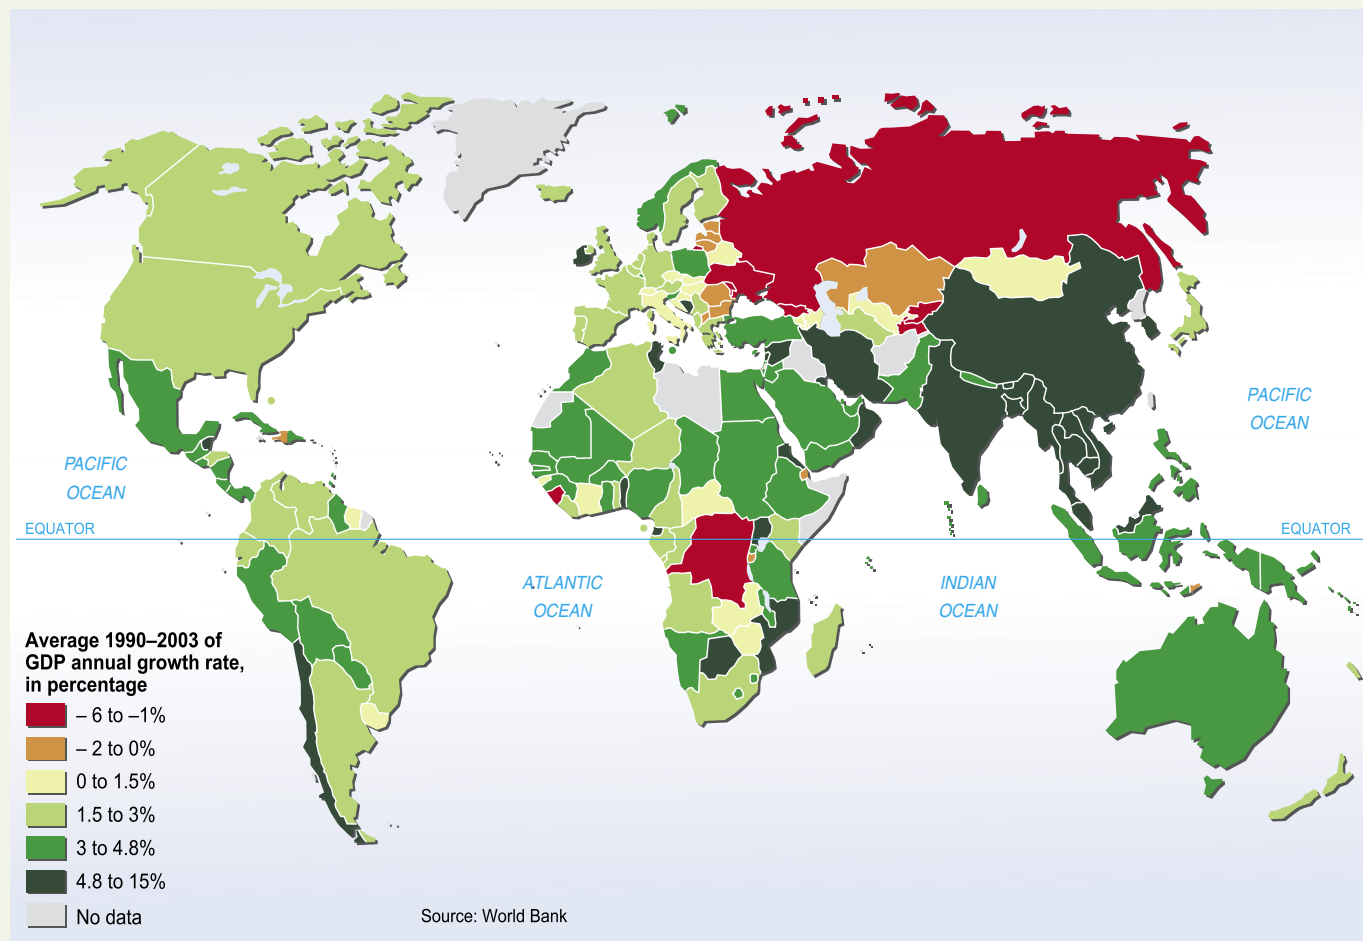 PACIFIC
OCEAN
PACIFIC
OCEAN
EQUATOR
EQUATOR
ATLANTIC
OCEAN
INDIAN
OCEAN
Average 1990–2003 of
GDP annual growth rate,
in percentage
– 6 to –1%
– 2 to 0%
0 to 1.5%
1.5 to 3%
3 to 4.8%
4.8 to 15%
No data
Source: World Bank